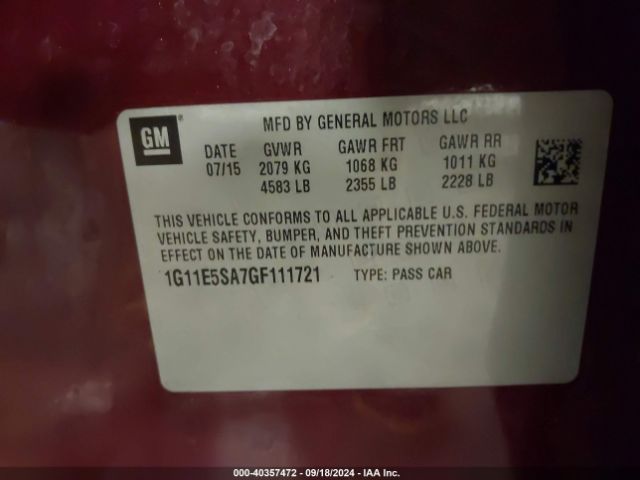 GM
MFD BY GENERAL MOTORS LLC
DATE GVWR GAWR FRT GAWR RR
07/15 2079 KG 1068 KG 1011 KG
4583 LB 2355 LB 2228 LB
THIS VEHICLE CONFORMS TO ALL APPLICABLE U.S. FEDERAL MOTOR
VEHICLE SAFETY, BUMPER, AND THEFT PREVENTION STANDARDS IN
EFFECT ON THE DATE OF MANUFACTURE SHOWN ABOVE.
1G11E5SA7GF111721 TYPE: PASS CAR
000-40357472 - 09/18/2024 - IAA Inc.